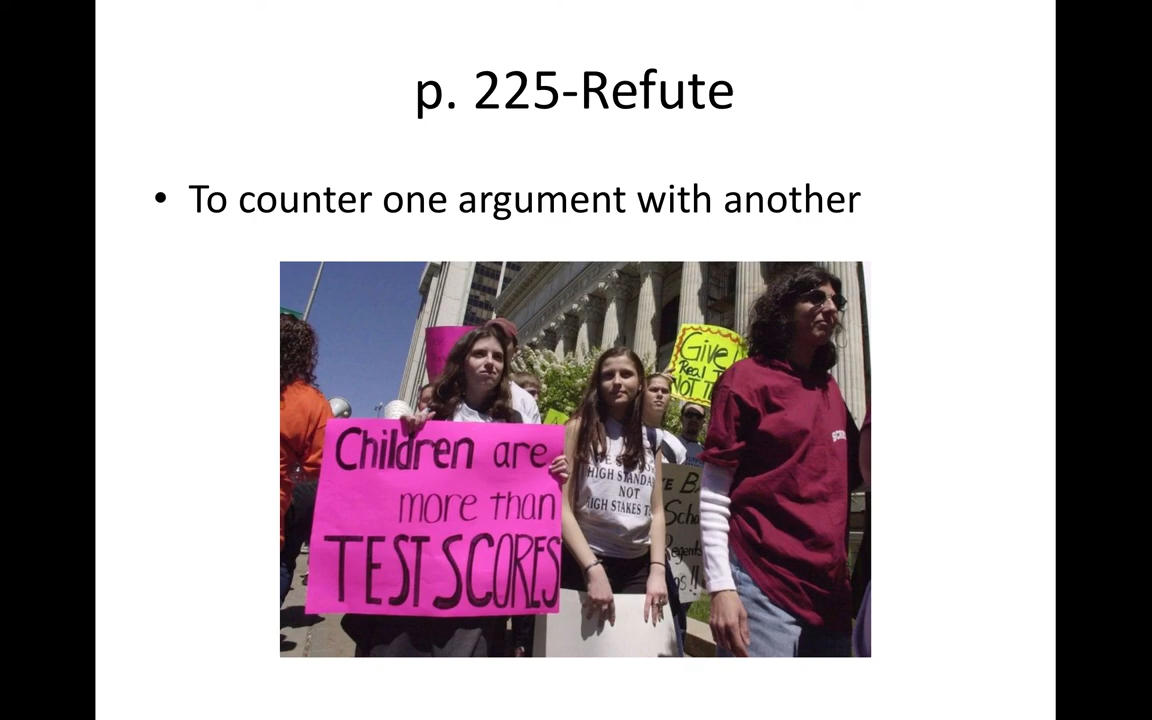 p. 225-Refute
• To counter one argument with another
Give
Real
NOT
Children are
more than
TEST SCORES
HIGH
NOT
HIGH STAKES